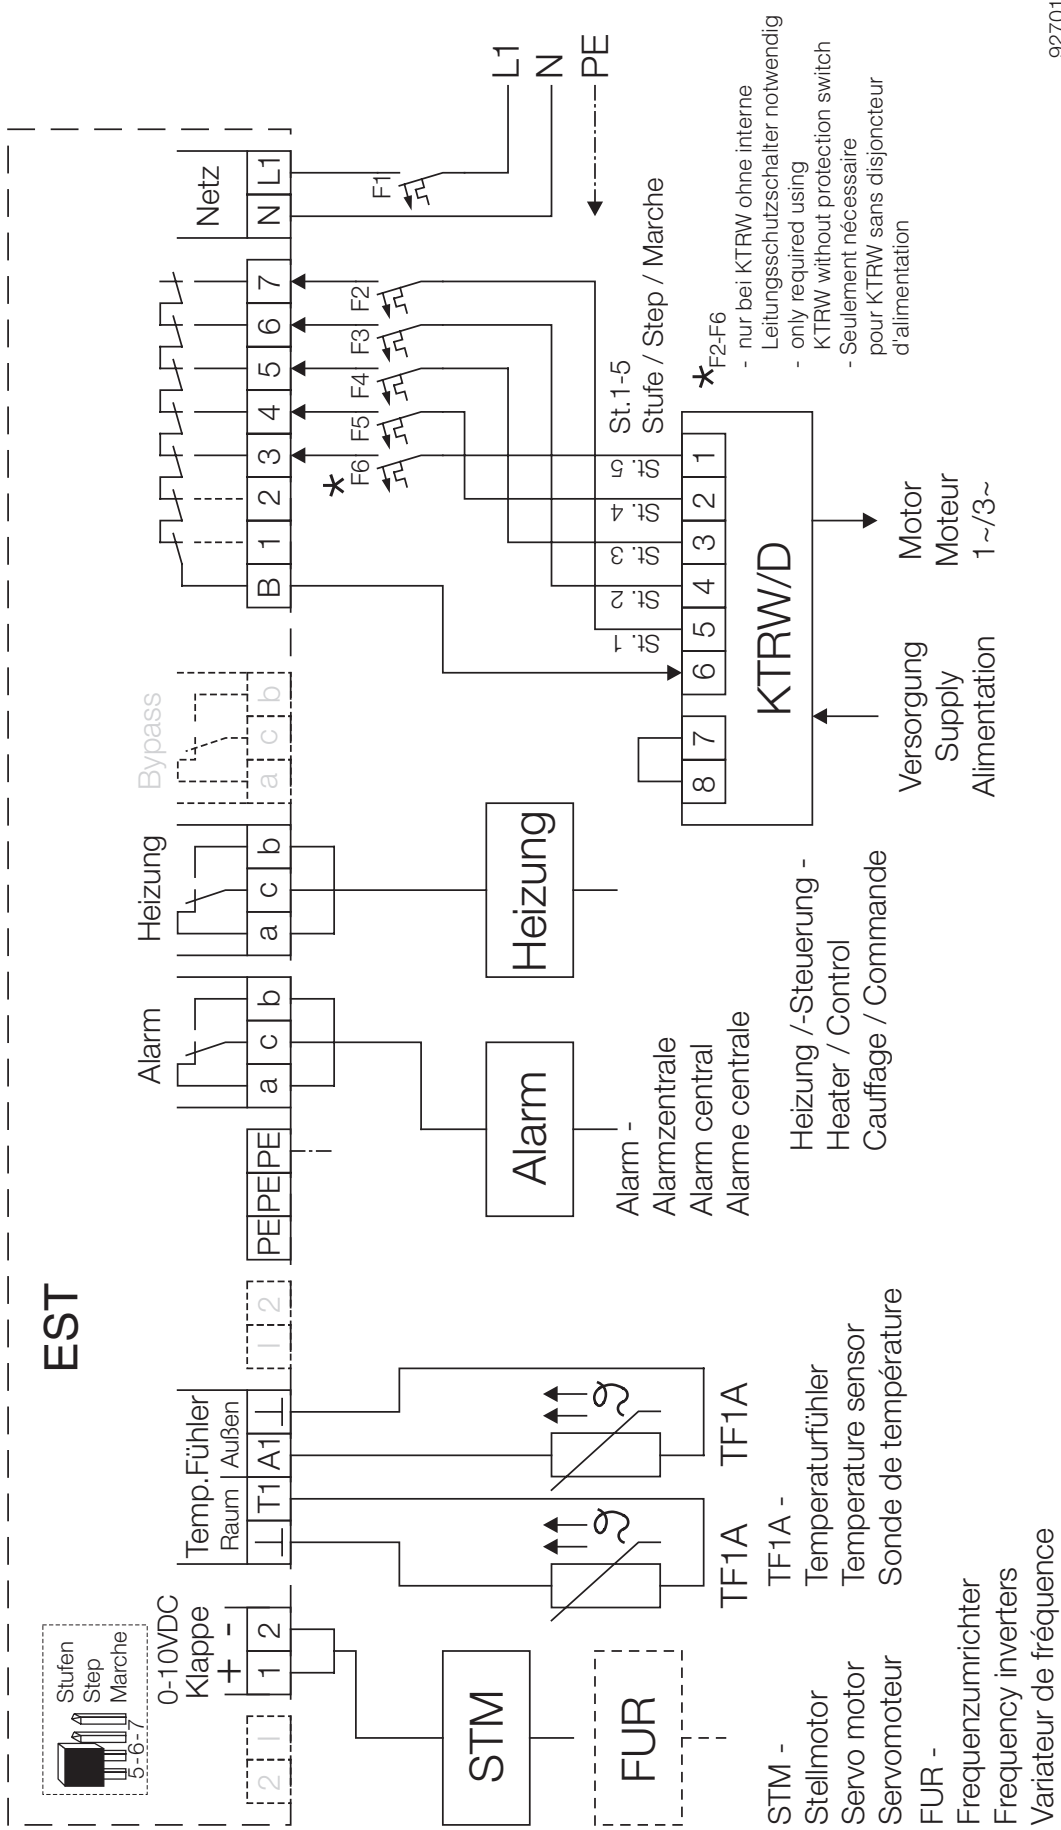 EST
Stufen
Step
Marche
5-6-7
2 1
0-10VDC
Klappe
+ -
1 2
Temp.Fühler
Raum Außen
⊥ T1 A1 ⊥
1 2
PE PE PE
Alarm
a c b
Heizung
a c b
Bypass
a c b
B 1 2 3 4 5 6 7
Netz
N L1
* F6 F5 F4 F3 F2
F1
L1
N
PE
STM
FUR
TF1A
TF1A
Alarm
Heizung
St.1-5
Stufe / Step / Marche
St. 1 St. 2 St. 3 St. 4 St. 5
8 7 6 5 4 3 2 1
KTRW/D
*F2-F6
- nur bei KTRW ohne interne
Leitungsschutzschalter notwendig
- only required using
KTRW without protection switch
- Seulement nécessaire
pour KTRW sans disjoncteur
d'alimentation
Versorgung
Supply
Alimentation
Motor
Moteur
1~/3~
STM -
Stellmotor
Servo motor
Servomoteur
FUR -
Frequenzumrichter
Frequency inverters
Variateur de fréquence
TF1A -
Temperaturfühler
Temperature sensor
Sonde de température
Alarm -
Alarmzentrale
Alarm central
Alarme centrale
Heizung /-Steuerung -
Heater / Control
Cauffage / Commande
92701